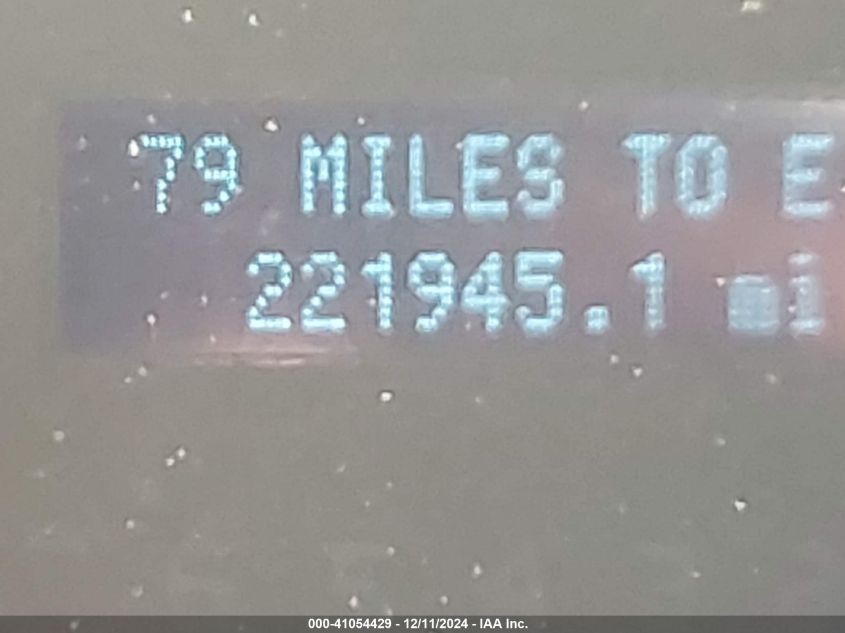 79 MILES TO E
221945.1 mi
000-41054429 - 12/11/2024 - IAA Inc.